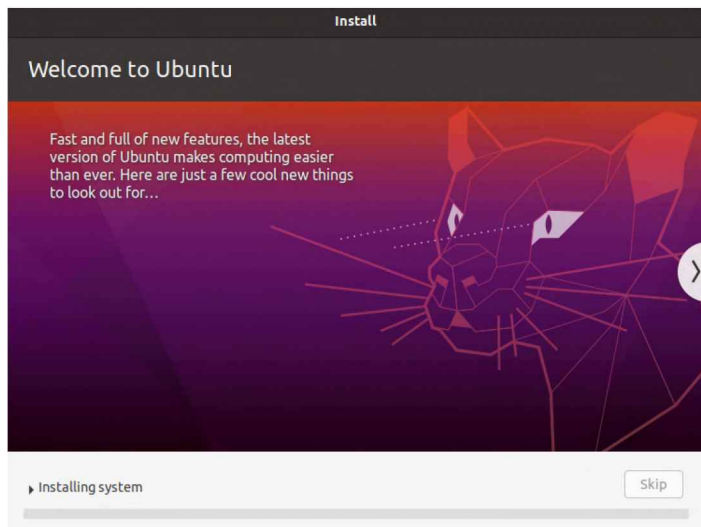 Install
Welcome to Ubuntu
Fast and full of new features, the latest
version of Ubuntu makes computing easier
than ever. Here are just a few cool new things
to look out for...
Installing system
Skip